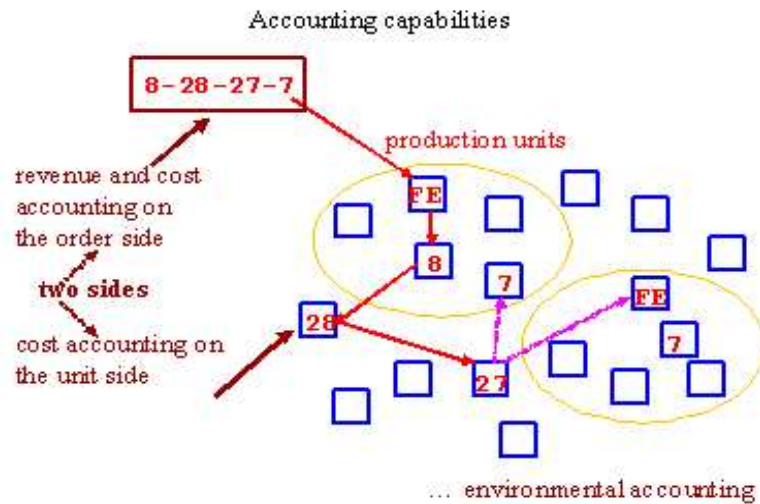 Accounting capabilities
8-28-27-7
production units
revenue and cost
accounting on
the order side
two sides
cost accounting on
the unit side
FE
8
7
28
27
FE
7
... environmental accounting